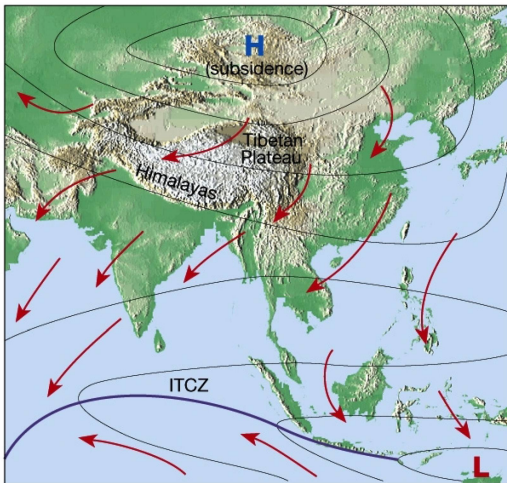 H
(subsidence)
Tibetan
Plateau
Himalayas
ITCZ
L